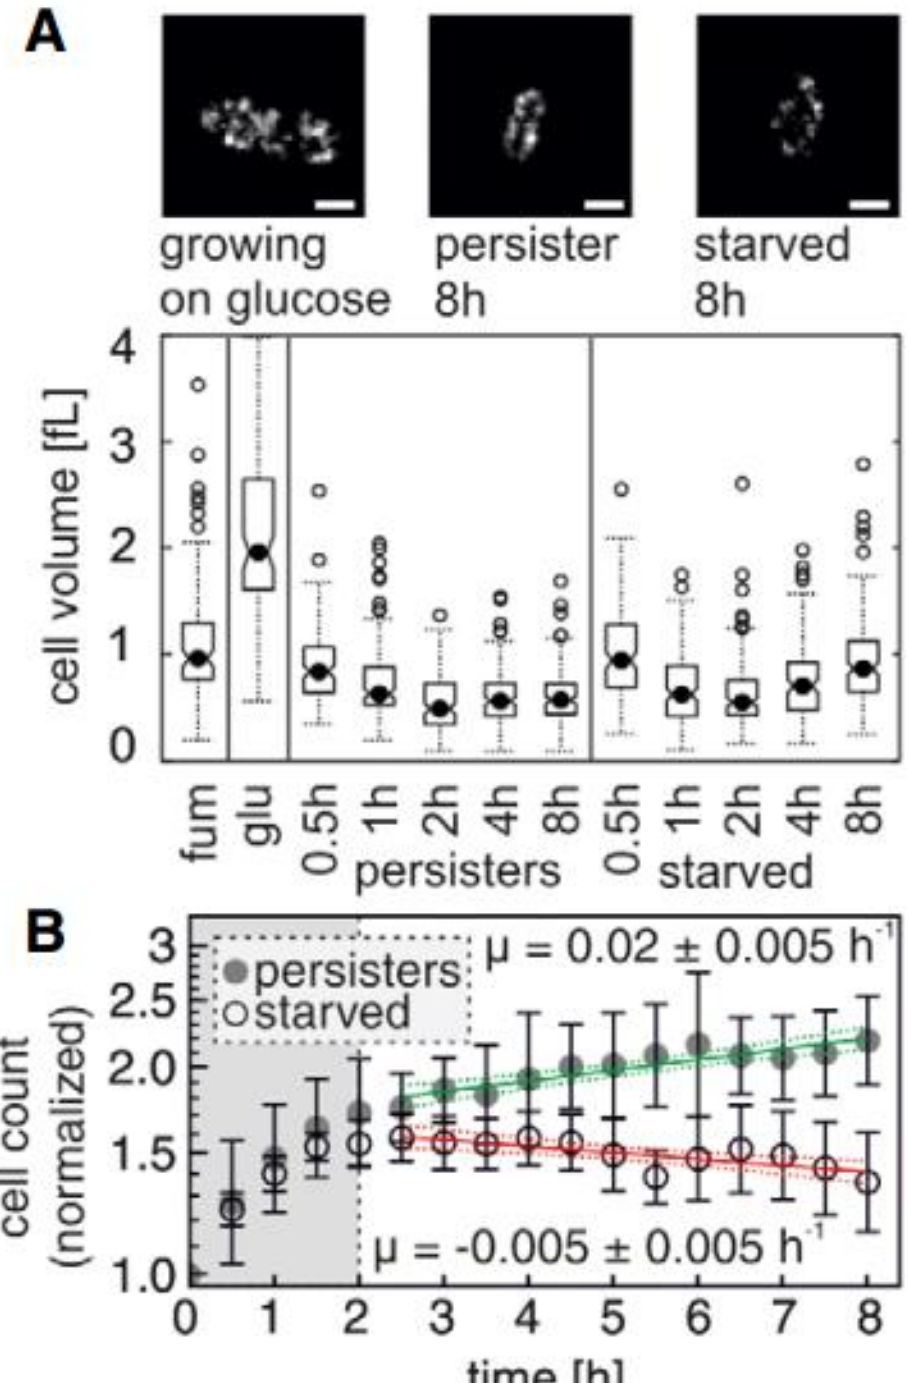 A
growing on glucose
persister 8h
starved 8h
cell volume [fL]
4
3
2
1
0
fum
glu
0.5h
1h
2h
4h
8h
persisters
0.5h
1h
2h
4h
8h
starved
B
cell count (normalized)
3
2.5
2.0
1.5
1.0
persisters
starved
μ = 0.02 ± 0.005 h⁻¹
μ = -0.005 ± 0.005 h⁻¹
0 1 2 3 4 5 6 7 8
time [h]